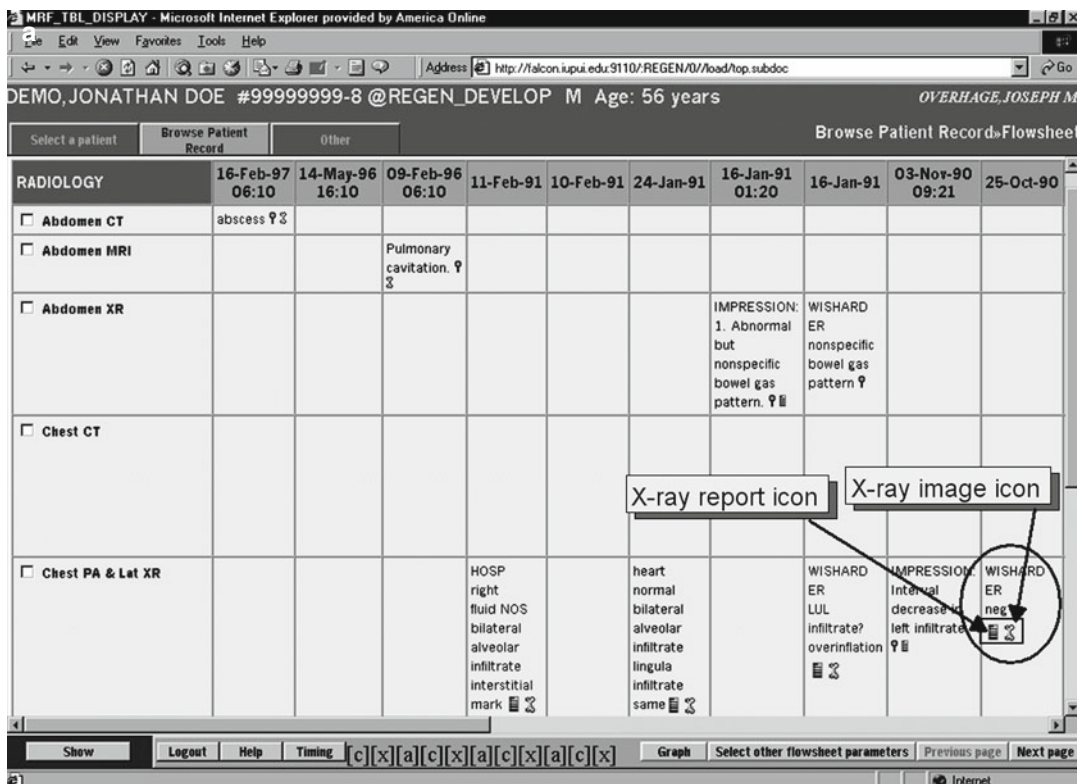 MRF_TBL_DISPLAY - Microsoft Internet Explorer provided by America Online
a
Edit View Favorites Tools Help
Address http://falcon.iupui.edu:9110/:REGEN/0//load/top.subdoc Go
DEMO,JONATHAN DOE #99999999-8 @REGEN_DEVELOP M Age: 56 years OVERHAGE,JOSEPH M
Select a patient
Browse Patient
Record
Other
Browse Patient Record»Flowsheet
RADIOLOGY
16-Feb-97
06:10
14-May-96
16:10
09-Feb-96
06:10
11-Feb-91
10-Feb-91
24-Jan-91
16-Jan-91
01:20
16-Jan-91
03-Nov-90
09:21
25-Oct-90
Abdomen CT
abscess
Abdomen MRI
Pulmonary
cavitation.
Abdomen XR
IMPRESSION:
1. Abnormal
but
nonspecific
bowel gas
pattern.
WISHARD
ER
nonspecific
bowel gas
pattern
Chest CT
X-ray report icon
X-ray image icon
Chest PA & Lat XR
HOSP
right
fluid NOS
bilateral
alveolar
infiltrate
interstitial
mark
heart
normal
bilateral
alveolar
infiltrate
lingula
infiltrate
same
WISHARD
ER
LUL
infiltrate?
overinflation
IMPRESSION:
Interval
decrease in
left infiltrate
WISHARD
ER
neg
Show Logout Help Timing [c][x][a][c][x][a][c][x][a][c][x] Graph Select other flowsheet parameters Previous page Next page
Internet